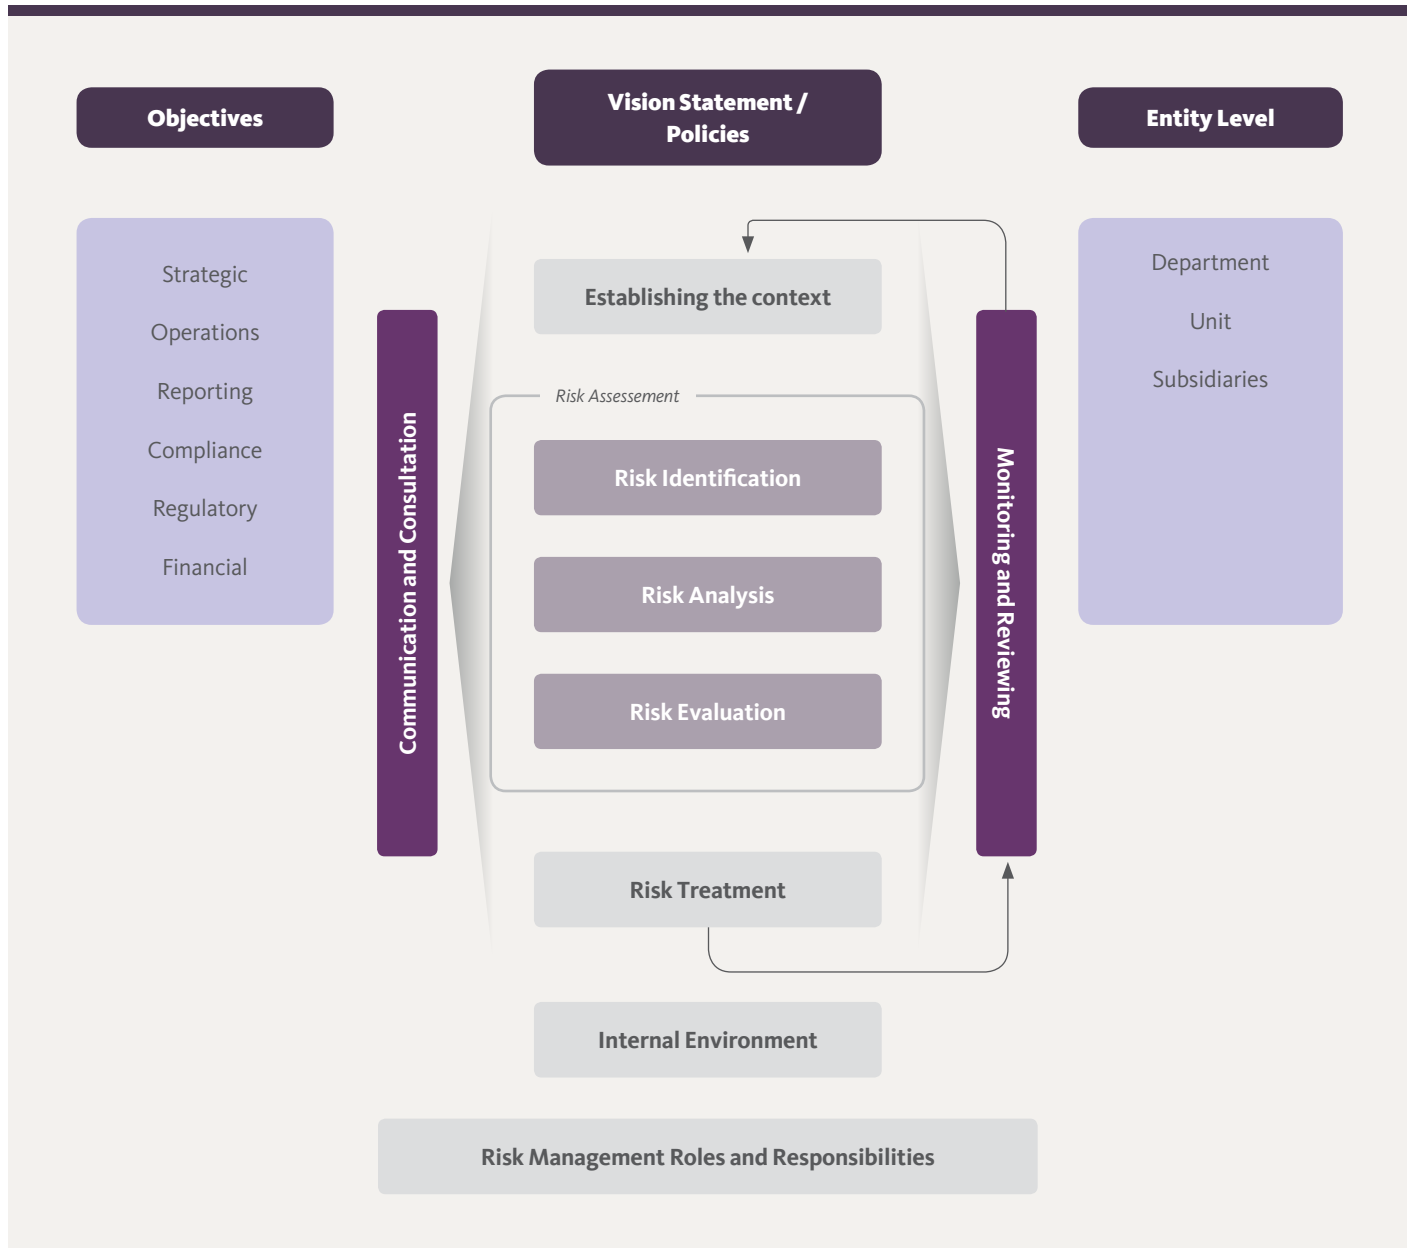 Objectives
Vision Statement /
Policies
Entity Level
Strategic
Operations
Reporting
Compliance
Regulatory
Financial
Communication and Consultation
Establishing the context
Risk Assessement
Risk Identification
Risk Analysis
Risk Evaluation
Risk Treatment
Internal Environment
Risk Management Roles and Responsibilities
Monitoring and Reviewing
Department
Unit
Subsidiaries